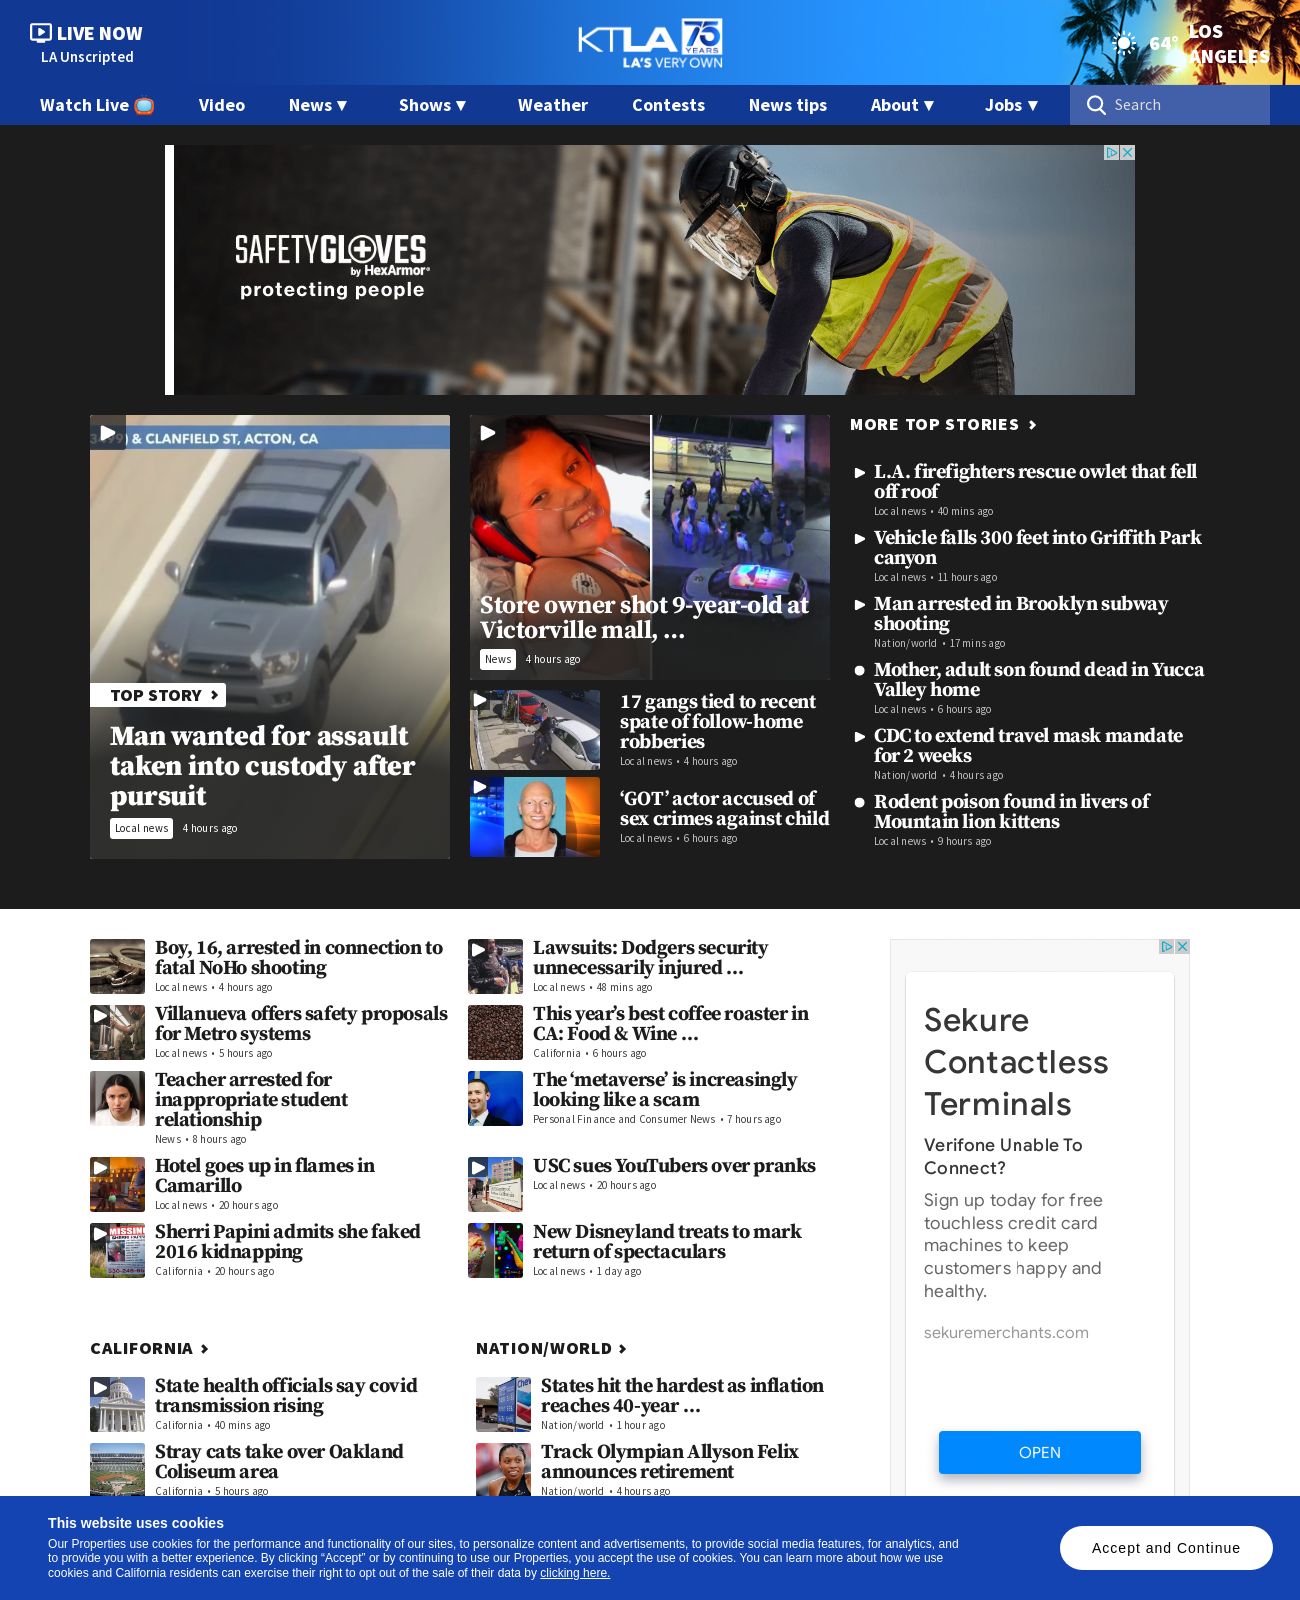 LIVE NOW
LA Unscripted
KTLA 75
YEARS
LA'S VERY OWN
64°
LOS
ANGELES
Watch Live
Video
News ▾
Shows ▾
Weather
Contests
News tips
About ▾
Jobs ▾
Search
SAFETYGLOVES
by HexArmor®
protecting people
& CLANFIELD ST, ACTON, CA
TOP STORY
Man wanted for assault
taken into custody after
pursuit
Local news
4 hours ago
Store owner shot 9-year-old at
Victorville mall, …
News
4 hours ago
17 gangs tied to recent
spate of follow-home
robberies
Local news • 4 hours ago
‘GOT’ actor accused of
sex crimes against child
Local news • 6 hours ago
MORE TOP STORIES
L.A. firefighters rescue owlet that fell
off roof
Local news • 40 mins ago
Vehicle falls 300 feet into Griffith Park
canyon
Local news • 11 hours ago
Man arrested in Brooklyn subway
shooting
Nation/world • 17 mins ago
Mother, adult son found dead in Yucca
Valley home
Local news • 6 hours ago
CDC to extend travel mask mandate
for 2 weeks
Nation/world • 4 hours ago
Rodent poison found in livers of
Mountain lion kittens
Local news • 9 hours ago
Boy, 16, arrested in connection to
fatal NoHo shooting
Local news • 4 hours ago
Villanueva offers safety proposals
for Metro systems
Local news • 5 hours ago
Teacher arrested for
inappropriate student
relationship
News • 8 hours ago
Hotel goes up in flames in
Camarillo
Local news • 20 hours ago
MISSING
Sherri Papini admits she faked
2016 kidnapping
California • 20 hours ago
Lawsuits: Dodgers security
unnecessarily injured …
Local news • 48 mins ago
This year’s best coffee roaster in
CA: Food & Wine …
California • 6 hours ago
The ‘metaverse’ is increasingly
looking like a scam
Personal Finance and Consumer News • 7 hours ago
USC sues YouTubers over pranks
Local news • 20 hours ago
New Disneyland treats to mark
return of spectaculars
Local news • 1 day ago
Sekure
Contactless
Terminals
Verifone Unable To
Connect?
Sign up today for free
touchless credit card
machines to keep
customers happy and
healthy.
sekuremerchants.com
OPEN
CALIFORNIA
State health officials say covid
transmission rising
California • 40 mins ago
Stray cats take over Oakland
Coliseum area
California • 5 hours ago
NATION/WORLD
States hit the hardest as inflation
reaches 40-year …
Nation/world • 1 hour ago
Track Olympian Allyson Felix
announces retirement
Nation/world • 4 hours ago
This website uses cookies
Our Properties use cookies for the performance and functionality of our sites, to personalize content and advertisements, to provide social media features, for analytics, and
to provide you with a better experience. By clicking “Accept” or by continuing to use our Properties, you accept the use of cookies. You can learn more about how we use
cookies and California residents can exercise their right to opt out of the sale of their data by clicking here.
Accept and Continue